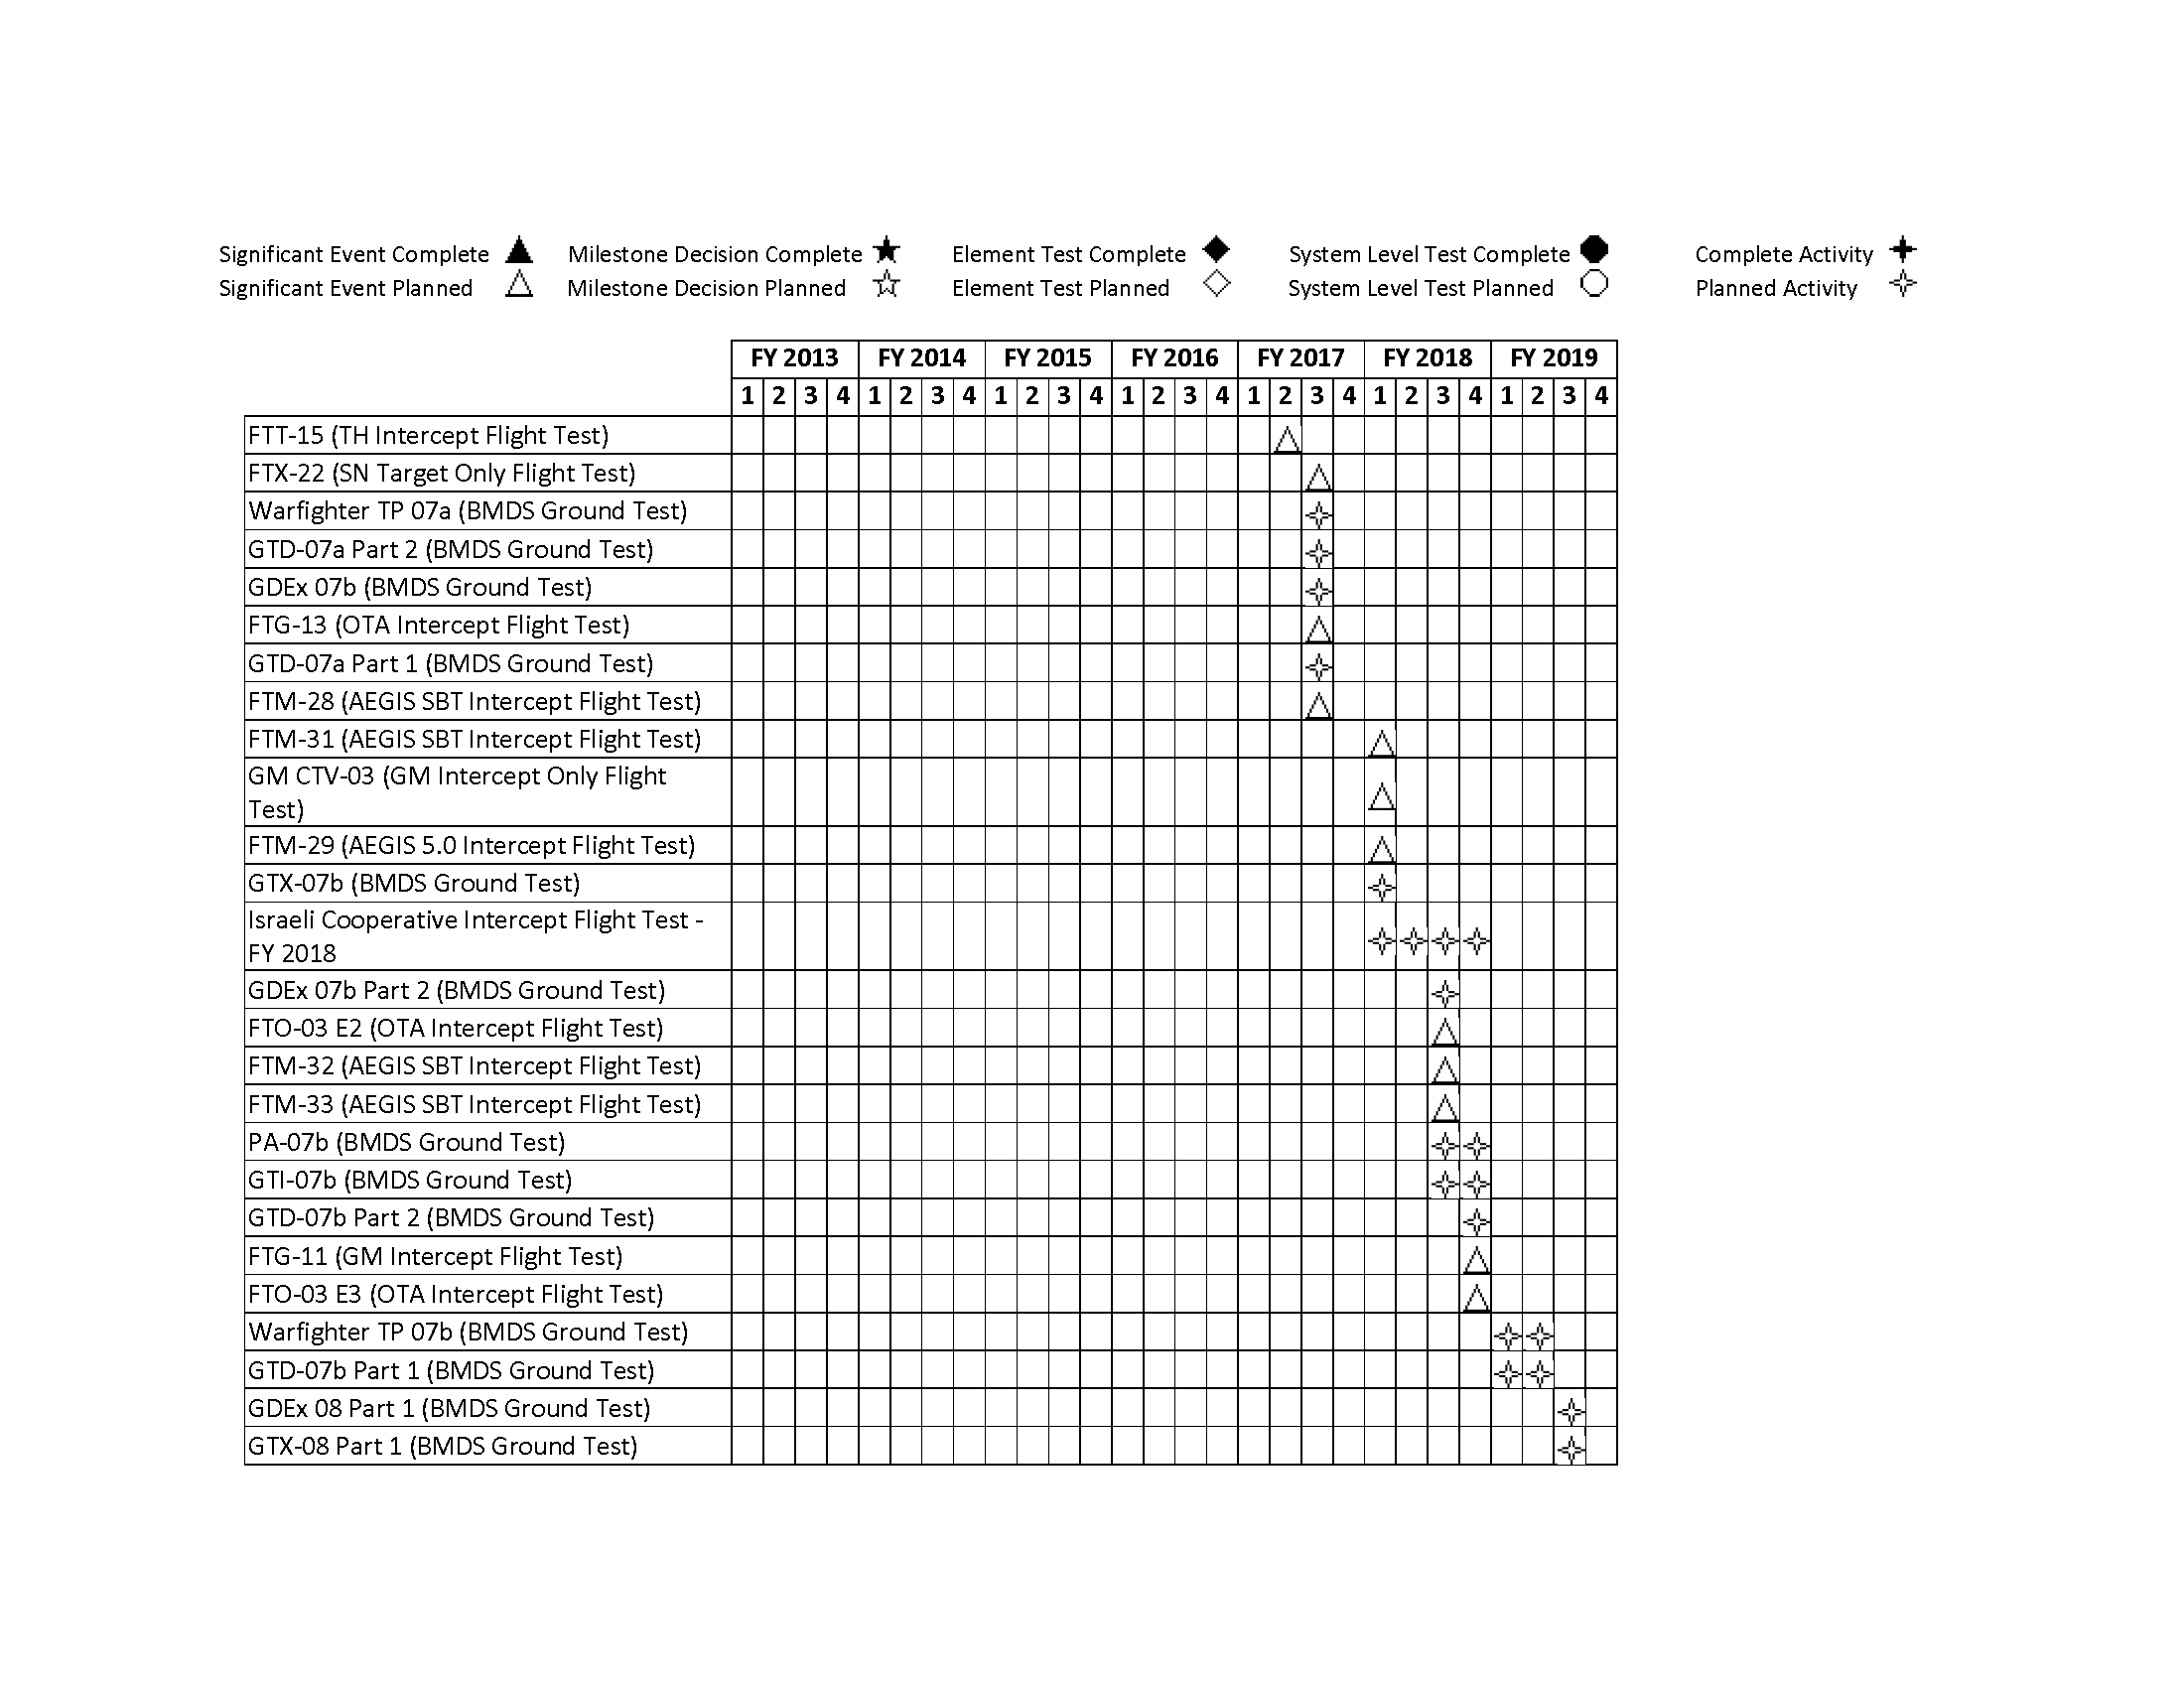 Significant Event Complete Milestone Decision Complete Element Test Complete System Level Test Complete Complete Activity
Significant Event Planned Milestone Decision Planned Element Test Planned System Level Test Planned Planned Activity
FY 2013 FY 2014 FY 2015 FY 2016 FY 2017 FY 2018 FY 2019
1 2 3 4 1 2 3 4 1 2 3 4 1 2 3 4 1 2 3 4 1 2 3 4 1 2 3 4
FTT-15 (TH Intercept Flight Test)
FTX-22 (SN Target Only Flight Test)
Warfighter TP 07a (BMDS Ground Test)
GTD-07a Part 2 (BMDS Ground Test)
GDEx 07b (BMDS Ground Test)
FTG-13 (OTA Intercept Flight Test)
GTD-07a Part 1 (BMDS Ground Test)
FTM-28 (AEGIS SBT Intercept Flight Test)
FTM-31 (AEGIS SBT Intercept Flight Test)
GM CTV-03 (GM Intercept Only Flight
Test)
FTM-29 (AEGIS 5.0 Intercept Flight Test)
GTX-07b (BMDS Ground Test)
Israeli Cooperative Intercept Flight Test -
FY 2018
GDEx 07b Part 2 (BMDS Ground Test)
FTO-03 E2 (OTA Intercept Flight Test)
FTM-32 (AEGIS SBT Intercept Flight Test)
FTM-33 (AEGIS SBT Intercept Flight Test)
PA-07b (BMDS Ground Test)
GTI-07b (BMDS Ground Test)
GTD-07b Part 2 (BMDS Ground Test)
FTG-11 (GM Intercept Flight Test)
FTO-03 E3 (OTA Intercept Flight Test)
Warfighter TP 07b (BMDS Ground Test)
GTD-07b Part 1 (BMDS Ground Test)
GDEx 08 Part 1 (BMDS Ground Test)
GTX-08 Part 1 (BMDS Ground Test)